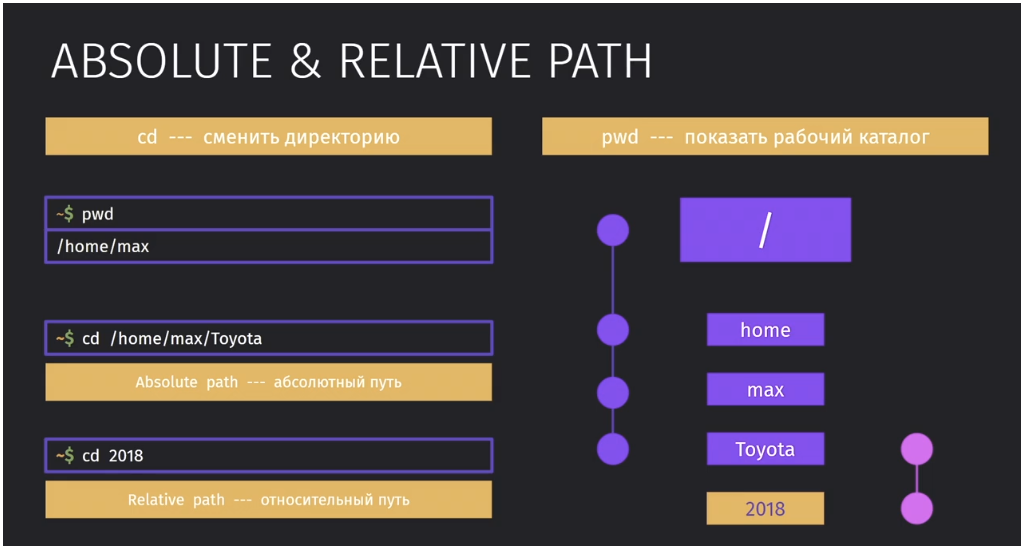 ABSOLUTE & RELATIVE PATH
cd --- сменить директорию
pwd --- показать рабочий каталог
~$ pwd
/home/max
~$ cd /home/max/Toyota
Absolute path --- абсолютный путь
~$ cd 2018
Relative path --- относительный путь
/
home
max
Toyota
2018